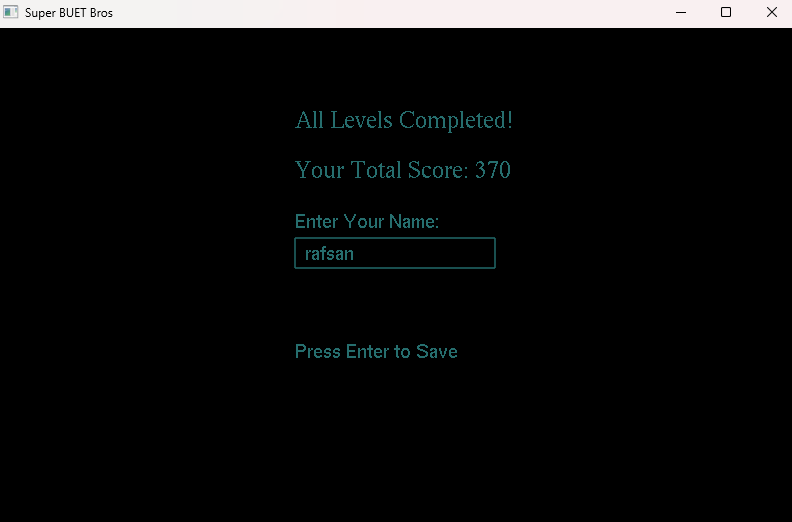 Super BUET Bros
All Levels Completed!
Your Total Score: 370
Enter Your Name:
rafsan
Press Enter to Save